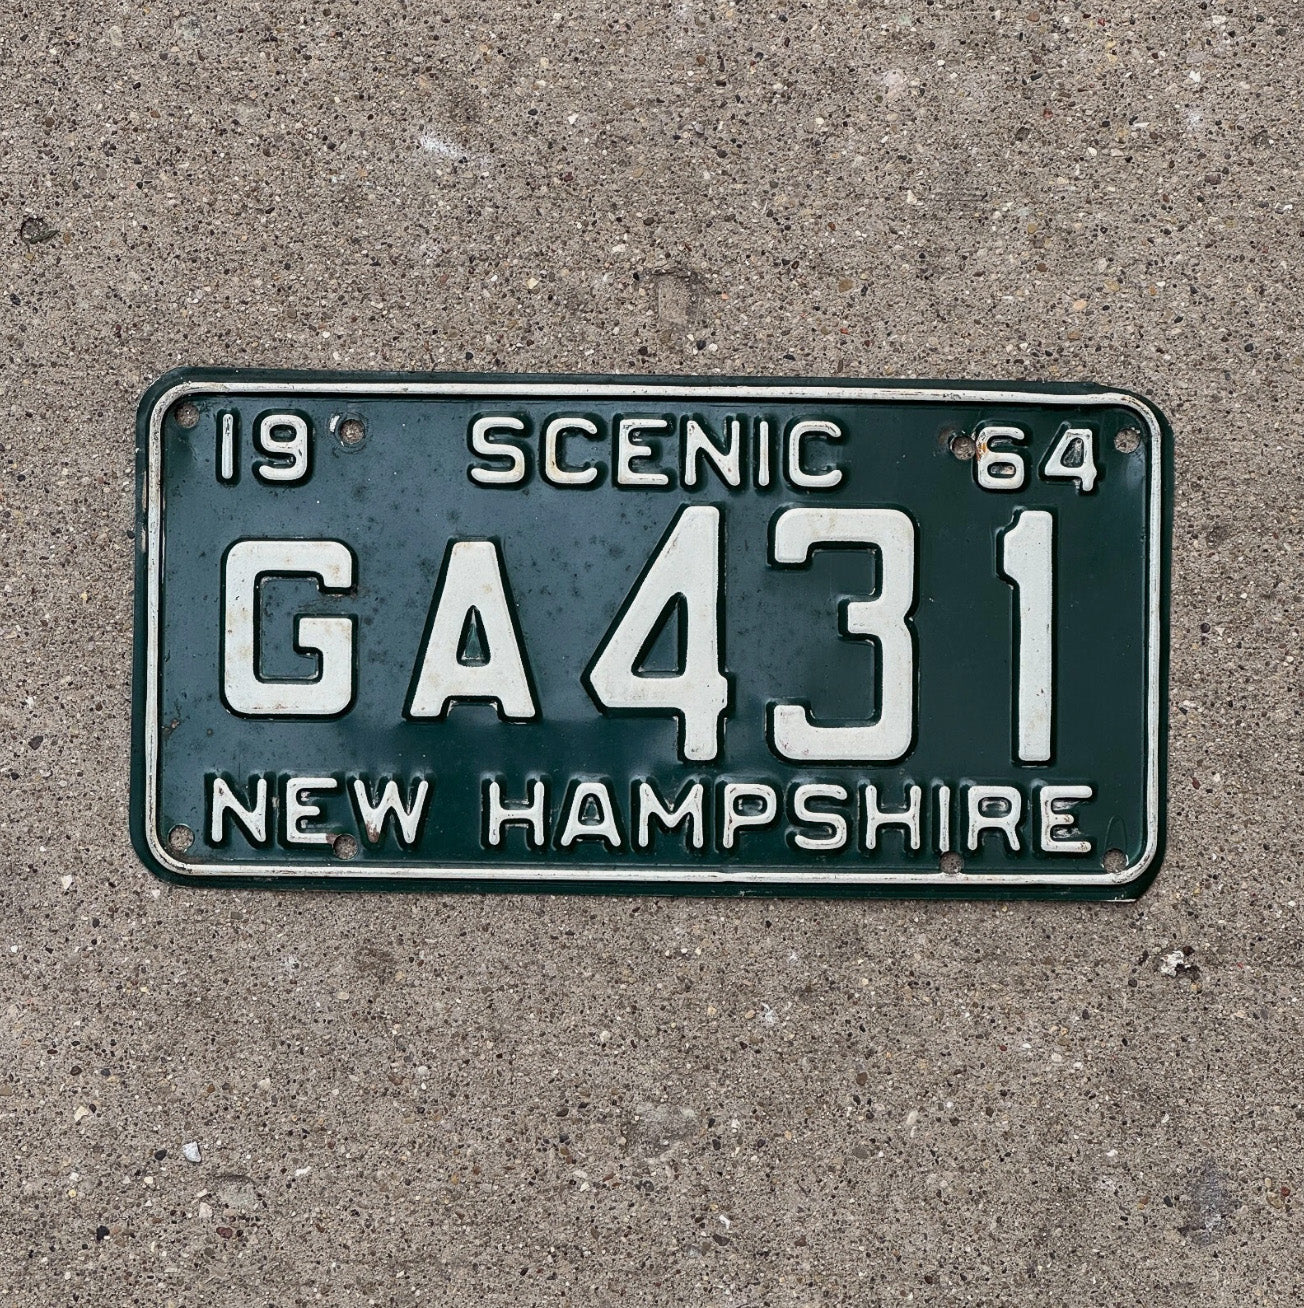 19 SCENIC 64
GA431
NEW HAMPSHIRE